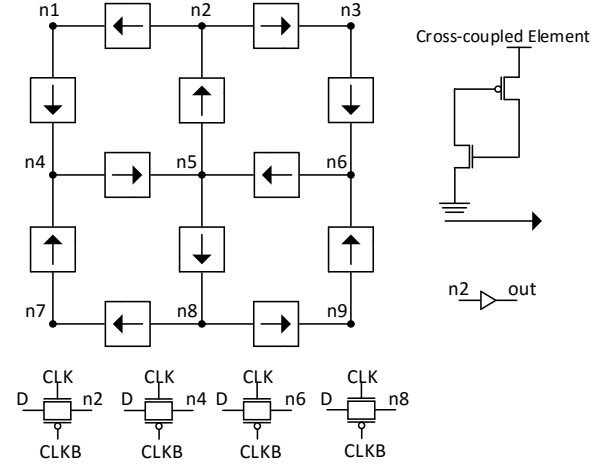 n1 n2 n3
Cross-coupled Element
n4 n5 n6
n2 out
n7 n8 n9
CLK CLK CLK CLK
D n2 D n4 D n6 D n8
CLKB CLKB CLKB CLKB